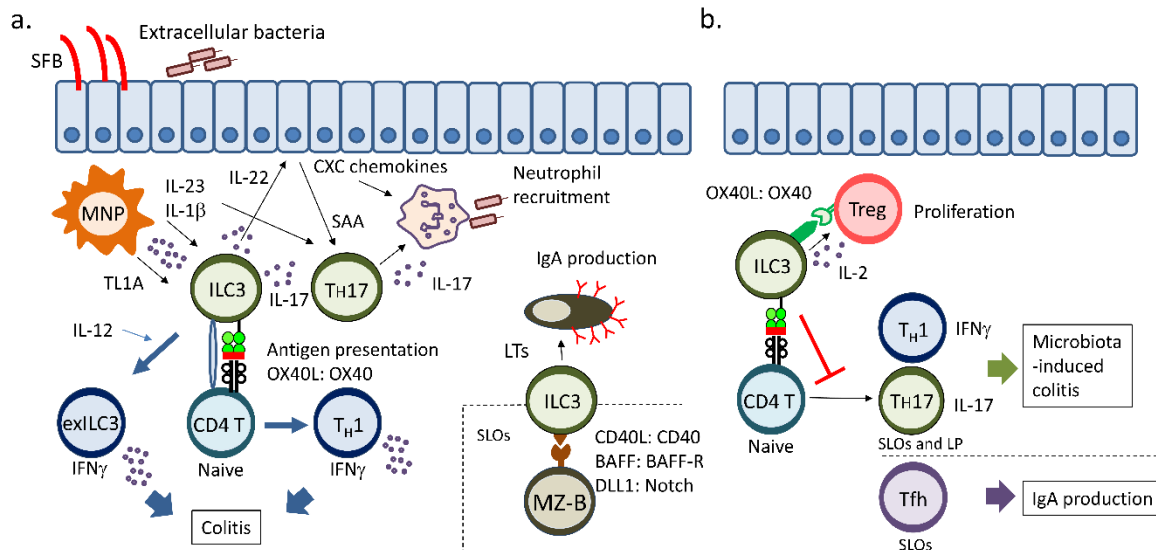 a.
Extracellular bacteria
SFB
CXC chemokines
IL-23
IL-1β
IL-22
Neutrophil
recruitment
MNP
SAA
TL1A
ILC3
IL-17
TH17
IL-17
IgA production
IL-12
Antigen presentation
OX40L: OX40
LTs
exILC3
IFNγ
CD4 T
Naive
TH1
IFNγ
Colitis
ILC3
SLOs
CD40L: CD40
BAFF: BAFF-R
DLL1: Notch
MZ-B
b.
OX40L: OX40
Treg
Proliferation
ILC3
IL-2
TH1
IFNγ
Microbiota
-induced
colitis
CD4 T
Naive
TH17
IL-17
SLOs and LP
Tfh
IgA production
SLOs